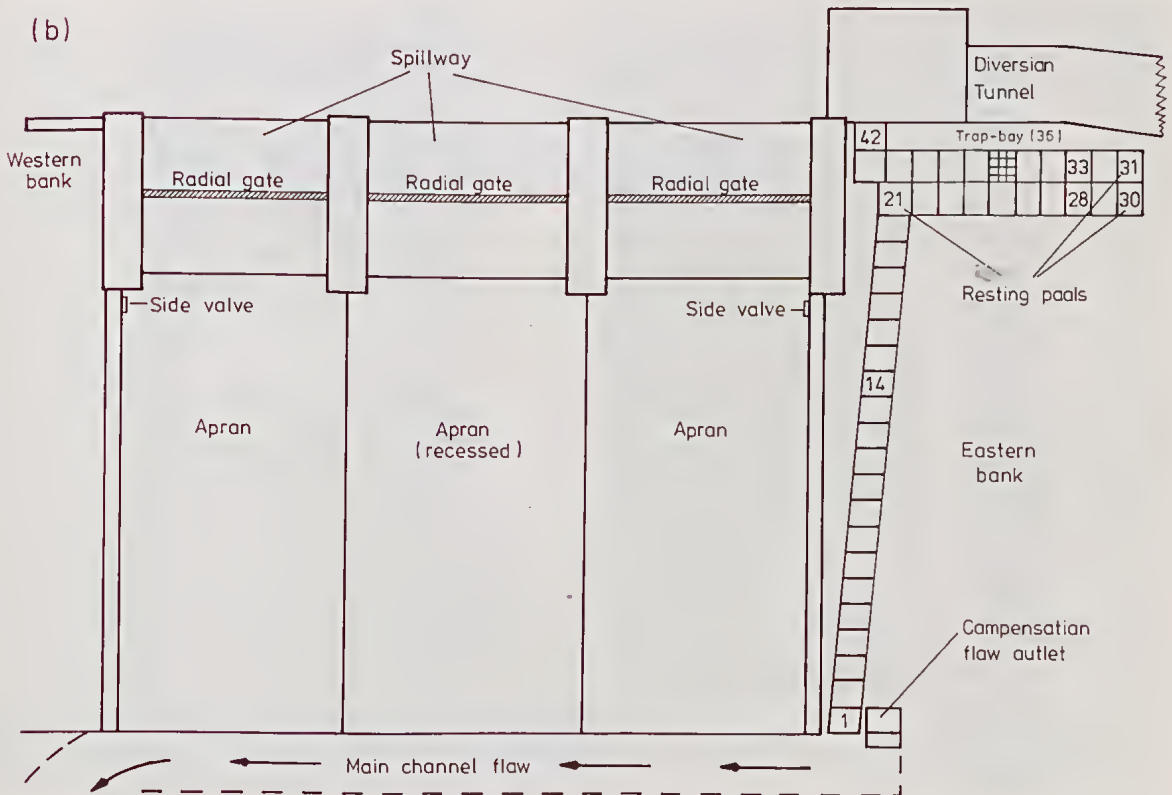 (b)
Spillway
Diversian
Tunnel
42
Trap-bay (36)
Western
bank
Radial gate
Radial gate
Radial gate
33
31
21
28
30
Resting paals
Side valve
Side valve
14
Apran
Apran
(recessed)
Apran
Eastern
bank
Campensatian
flaw autlet
1
Main channel flaw